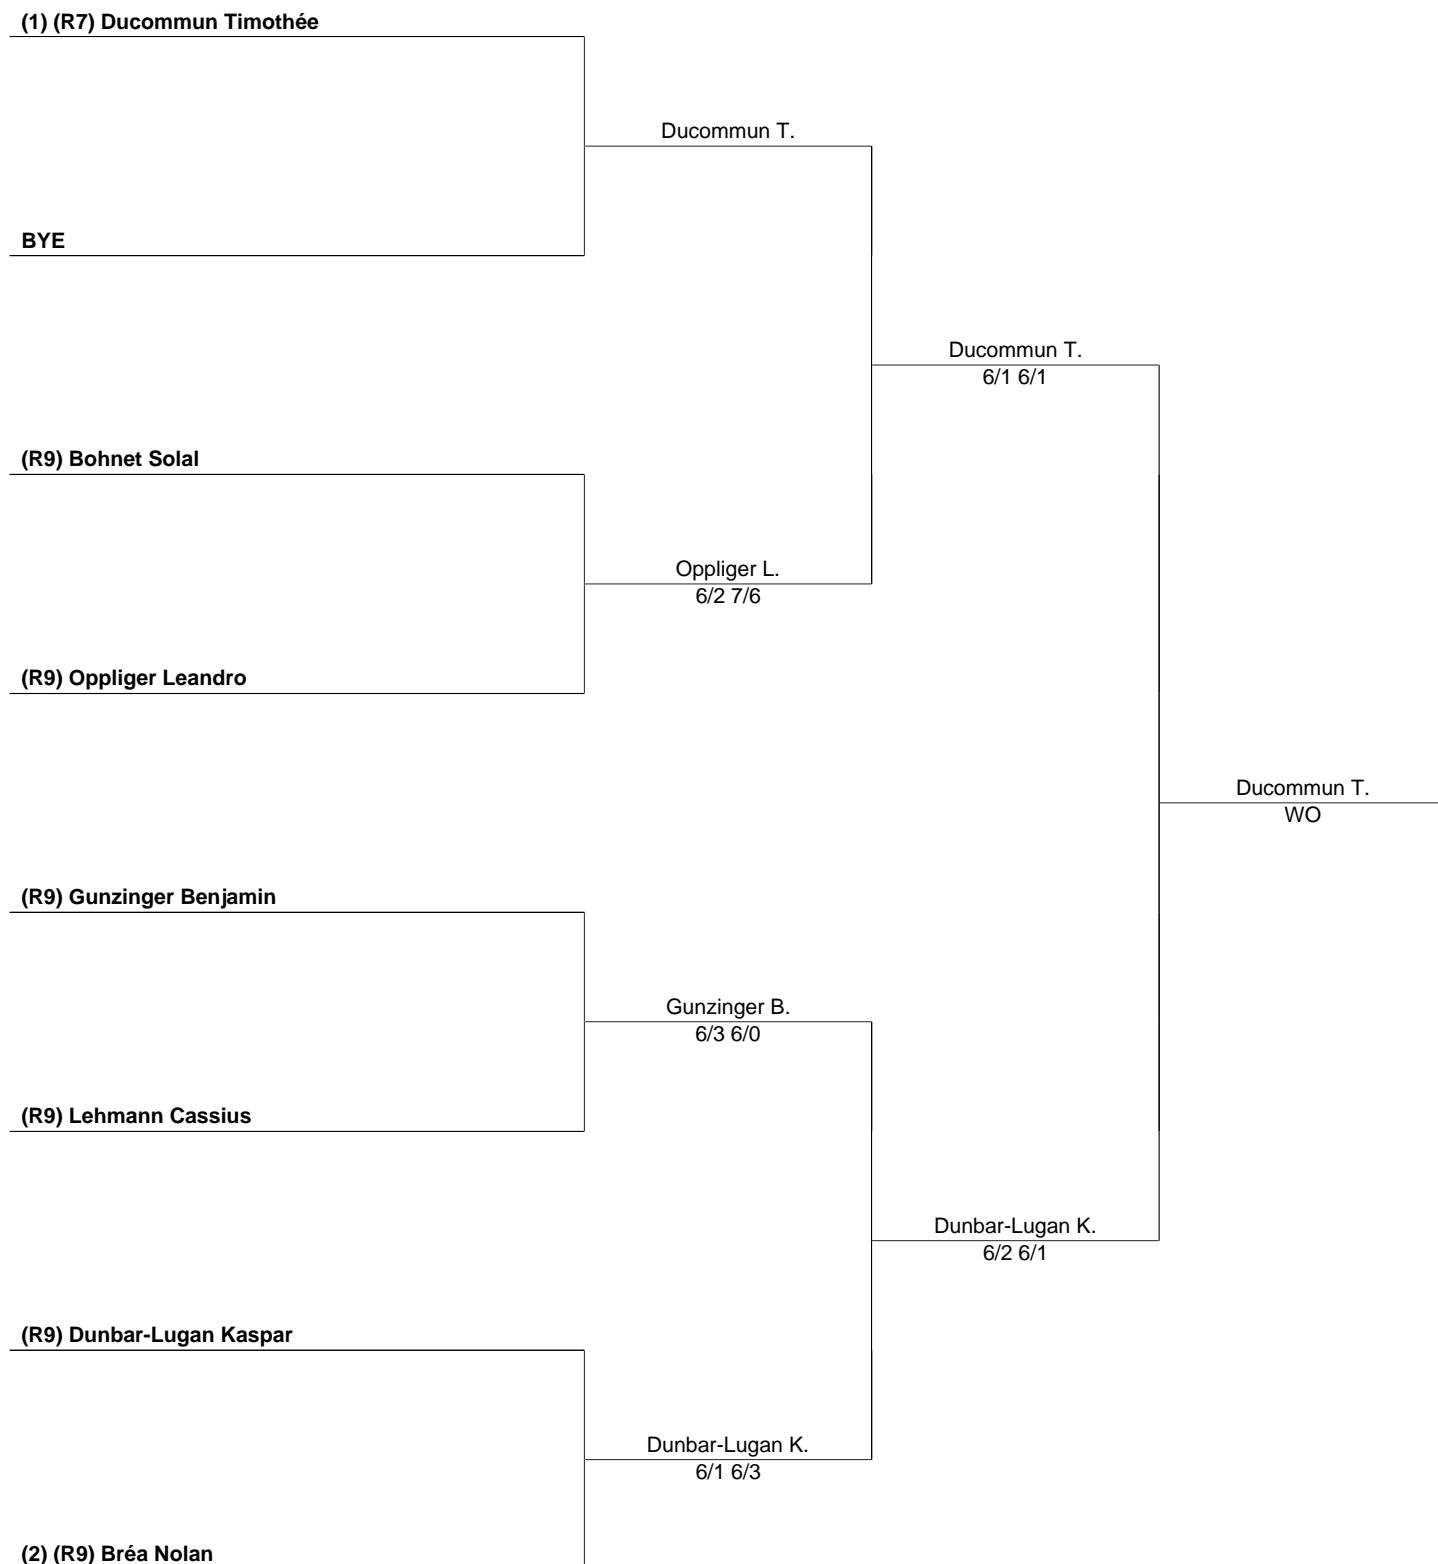 (1) (R7) Ducommun Timothée
Ducommun T.
BYE
Ducommun T.
6/1 6/1
(R9) Bohnet Solal
Oppliger L.
6/2 7/6
(R9) Oppliger Leandro
Ducommun T.
WO
(R9) Gunzinger Benjamin
Gunzinger B.
6/3 6/0
(R9) Lehmann Cassius
Dunbar-Lugan K.
6/2 6/1
(R9) Dunbar-Lugan Kaspar
Dunbar-Lugan K.
6/1 6/3
(2) (R9) Bréa Nolan